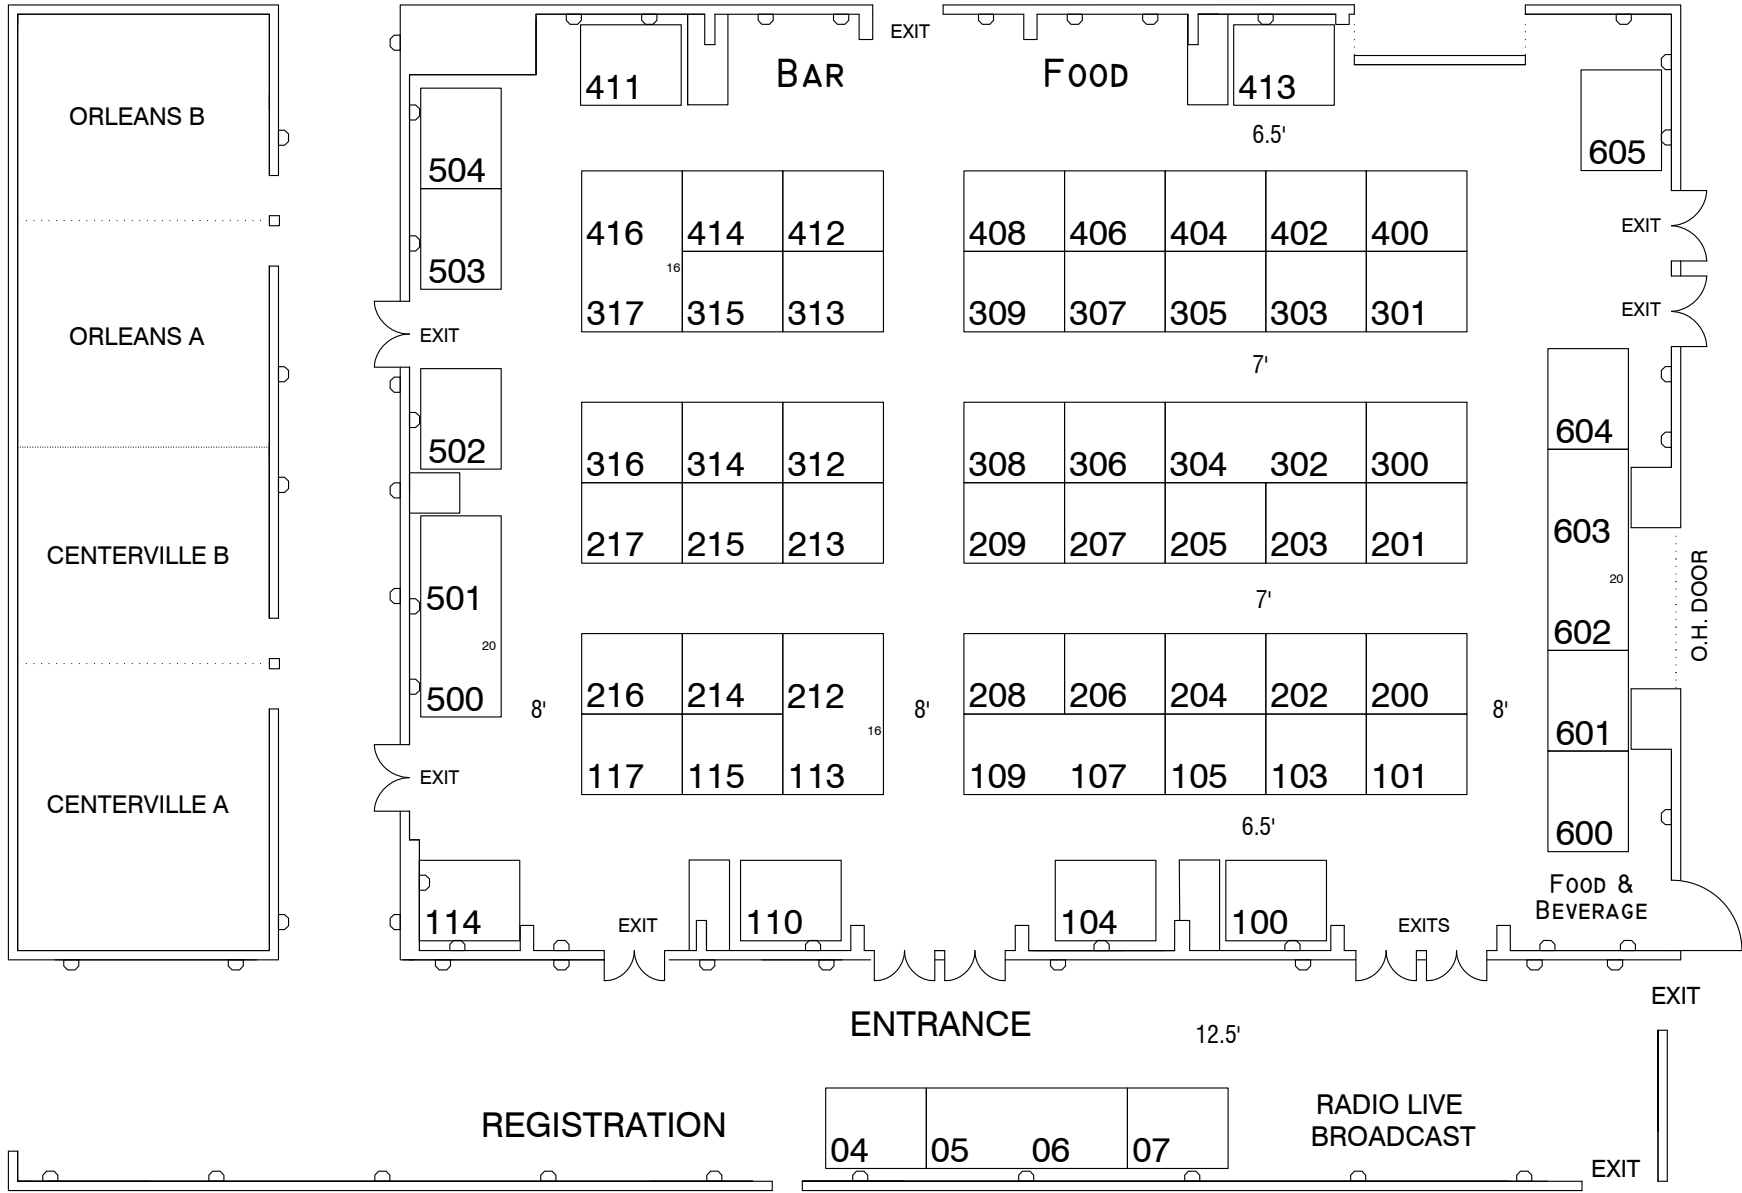 ORLEANS B
ORLEANS A
CENTERVILLE B
CENTERVILLE A
EXIT
BAR
FOOD
411
413
6.5'
605
504
503
416 414 412
16
317 315 313
408 406 404 402 400
309 307 305 303 301
EXIT
EXIT
EXIT
7'
502
316 314 312
217 215 213
308 306 304 302 300
209 207 205 203 201
604
603
20
602
601
600
O.H. DOOR
7'
501
20
500
8'
216 214 212
16
117 115 113
8'
208 206 204 202 200
109 107 105 103 101
8'
EXIT
6.5'
FOOD &
BEVERAGE
114
EXIT
110
104
100
EXITS
EXIT
ENTRANCE
12.5'
REGISTRATION
04 05 06 07
RADIO LIVE
BROADCAST
EXIT